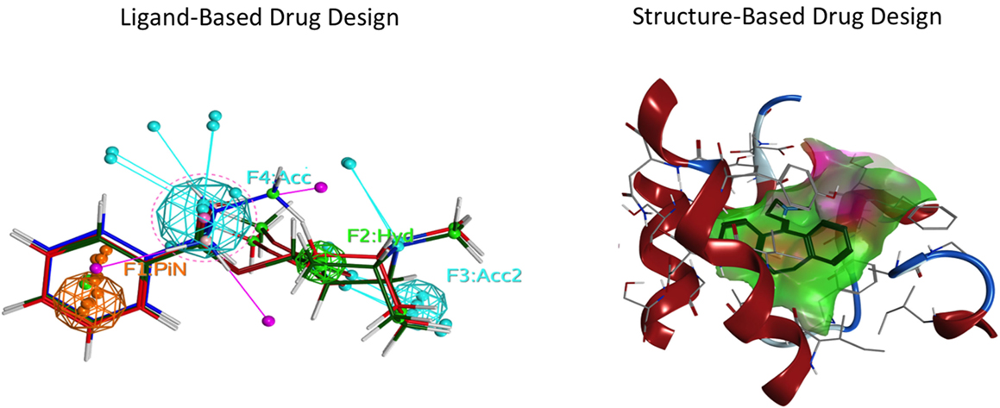 Ligand-Based Drug Design
Structure-Based Drug Design
F4:Acc
F2:Hyd
F1:PiN
F3:Acc2